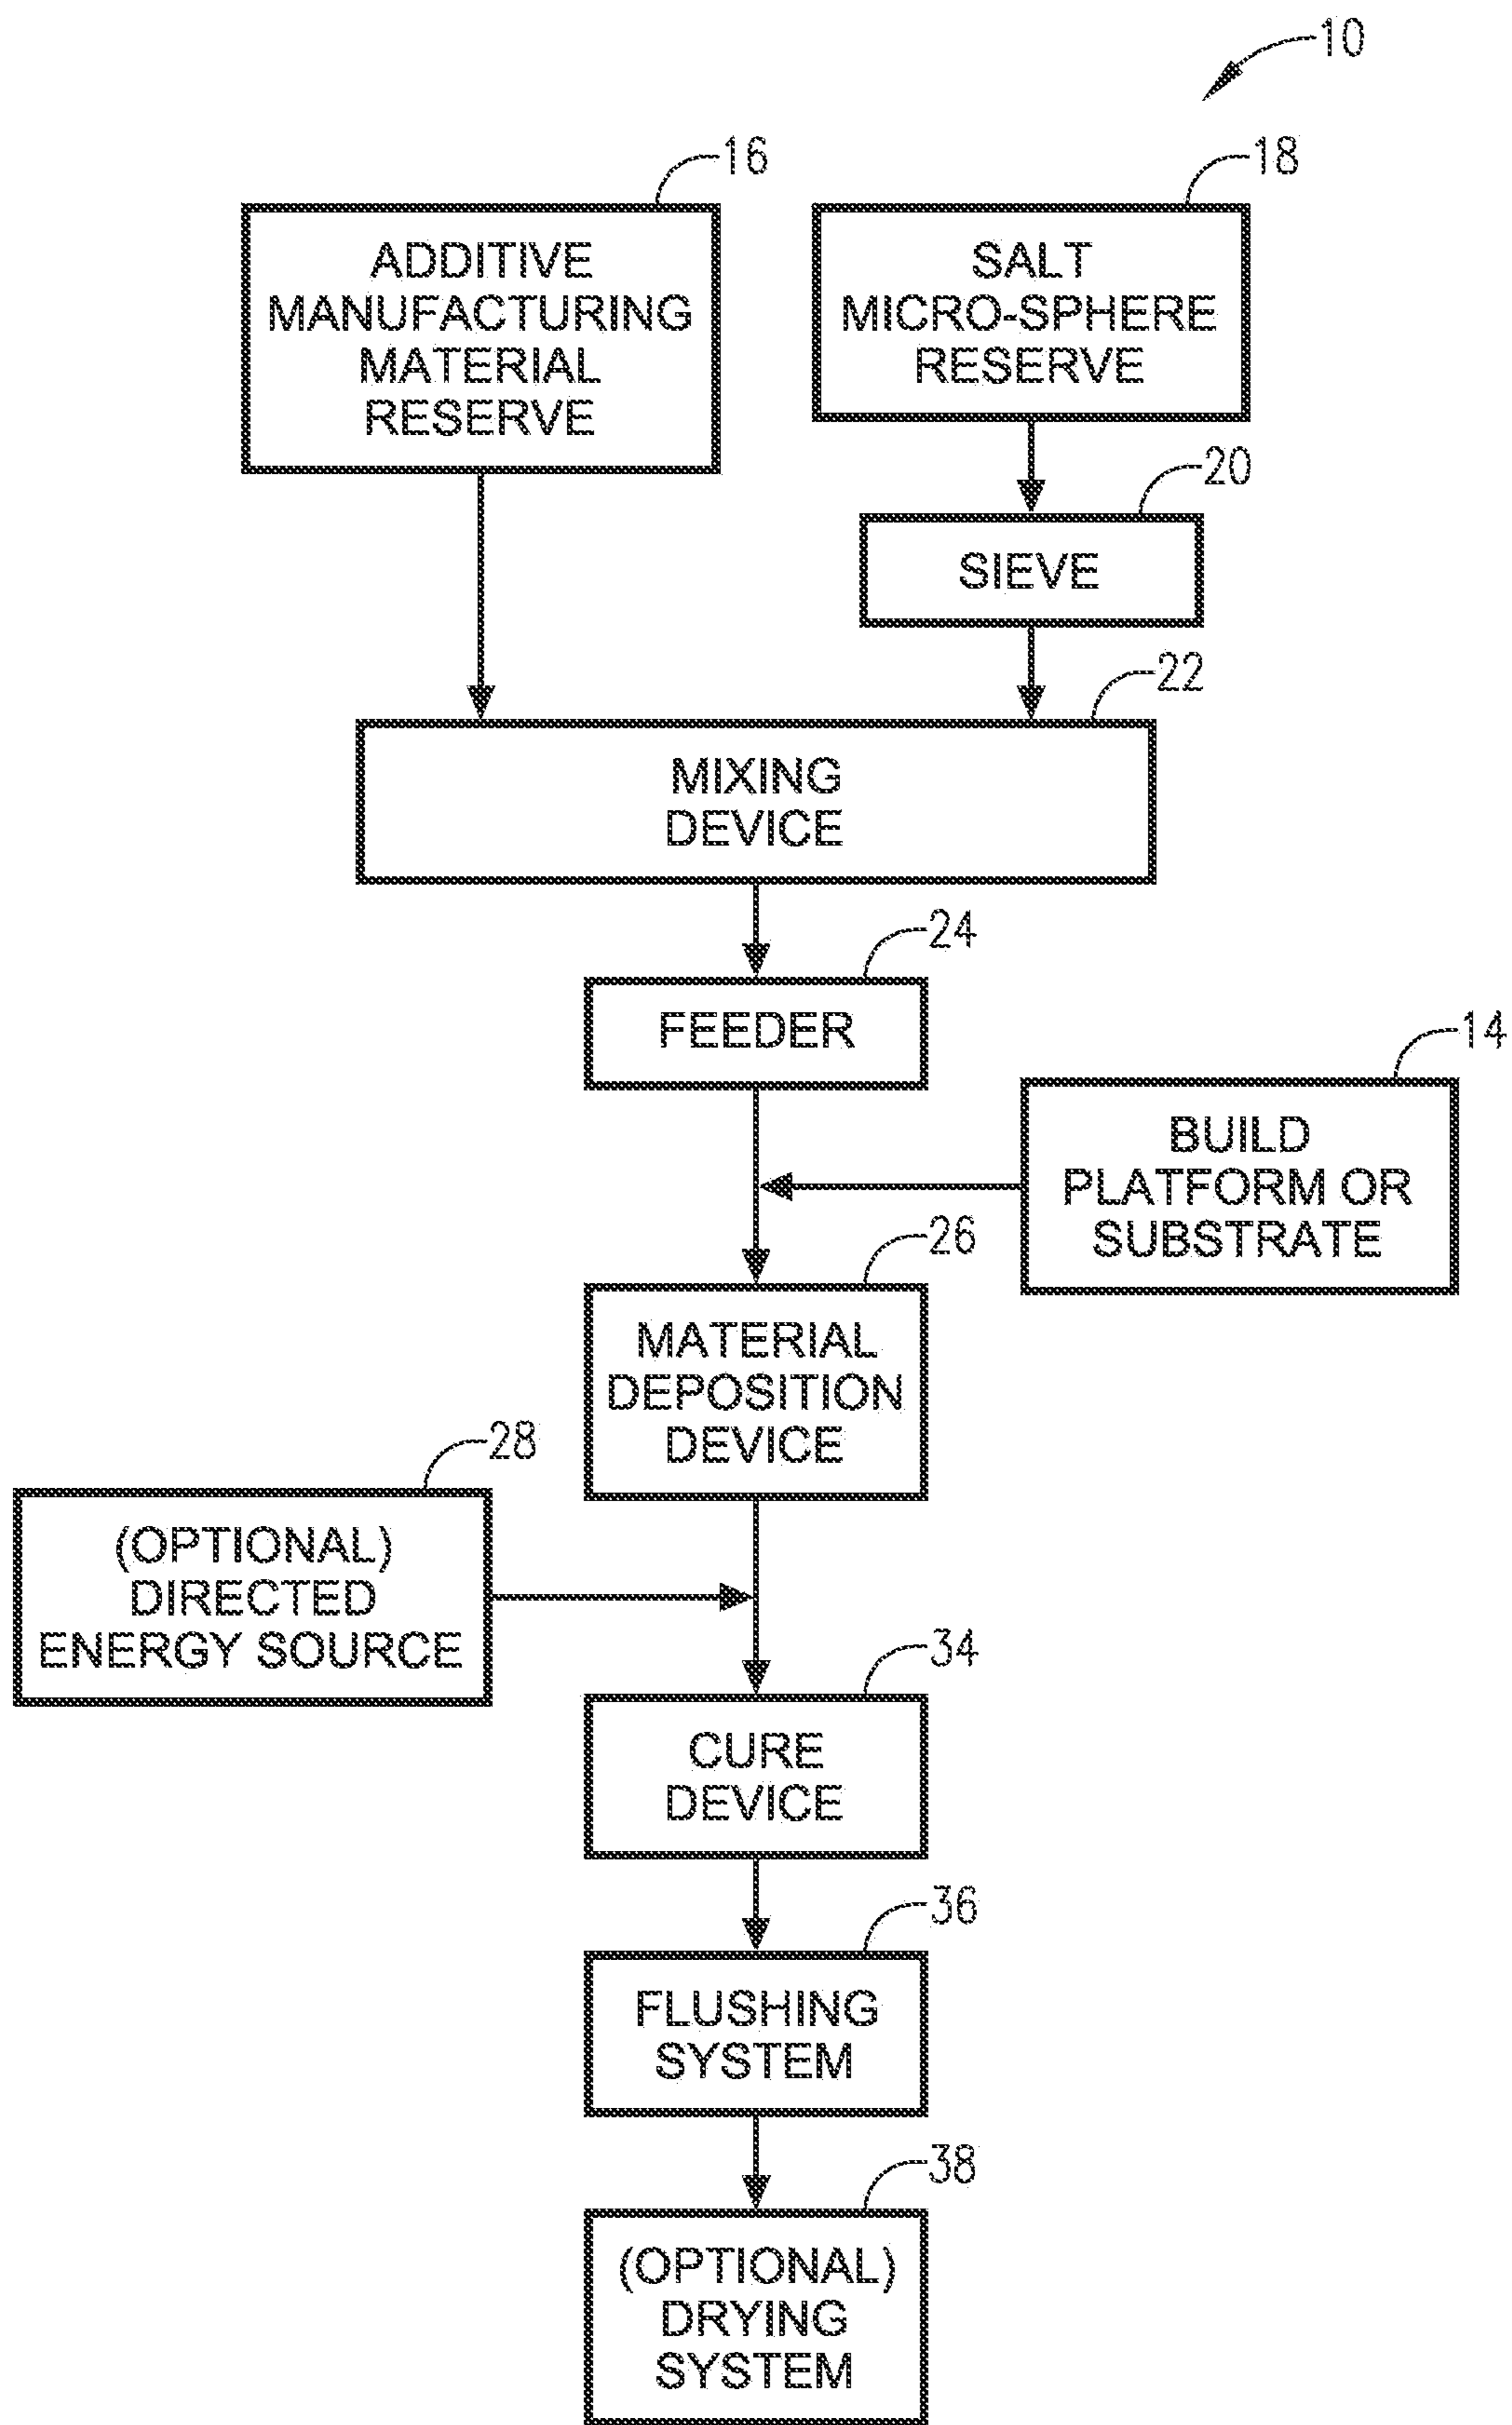 10
16
18
ADDITIVE
MANUFACTURING
MATERIAL
RESERVE
SALT
MICRO-SPHERE
RESERVE
20
SIEVE
22
MIXING
DEVICE
24
FEEDER
14
BUILD
PLATFORM OR
SUBSTRATE
26
MATERIAL
DEPOSITION
DEVICE
28
(OPTIONAL)
DIRECTED
ENERGY SOURCE
34
CURE
DEVICE
36
FLUSHING
SYSTEM
38
(OPTIONAL)
DRYING
SYSTEM